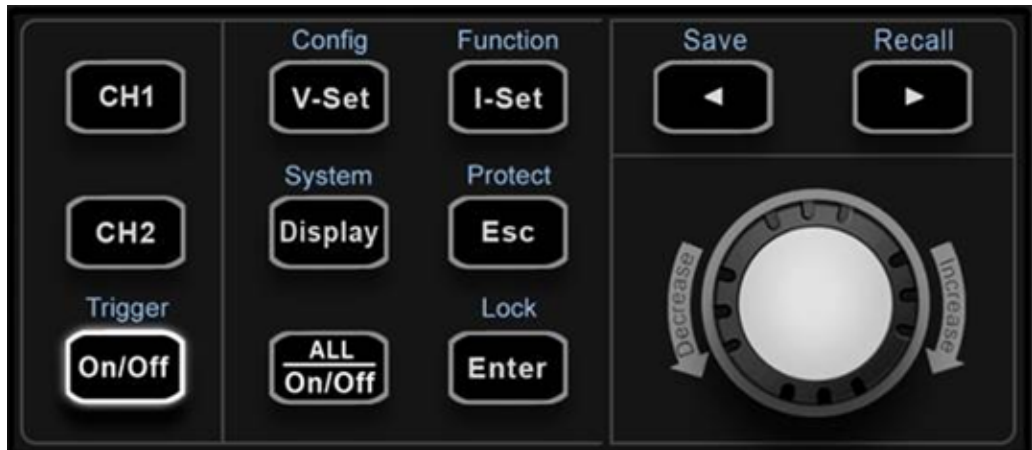 Config Function Save Recall
CH1 V-Set I-Set ◄ ►
System Protect
CH2 Display Esc
Decrease Increase
Trigger Lock
On/Off ALL Enter
On/Off